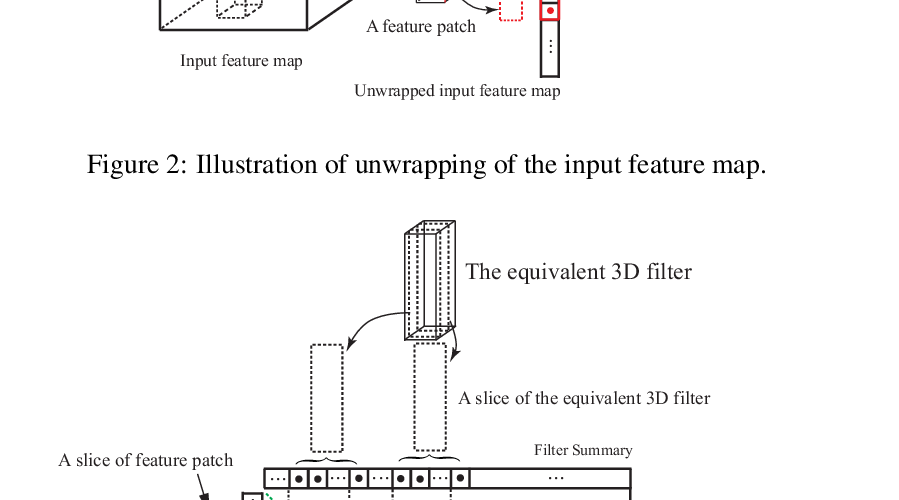 A feature patch
Input feature map
Unwrapped input feature map
Figure 2: Illustration of unwrapping of the input feature map.
The equivalent 3D filter
A slice of the equivalent 3D filter
Filter Summary
A slice of feature patch